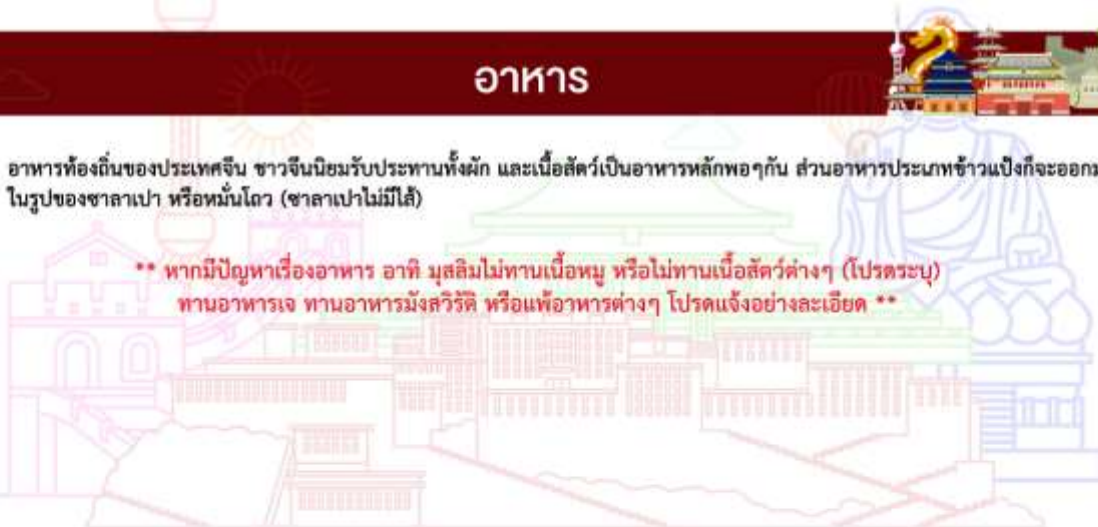 อาหาร
อาหารท้องถิ่นของประเทศจีน ชาวจีนนิยมรับประทานทั้งผัก และเนื้อสัตว์เป็นอาหารหลักพอๆกัน ส่วนอาหารประเภทข้าวแป้งก็จะออกม
ในรูปของซาลาเปา หรือหมั่นโถว (ซาลาเปาไม่มีไส้)
** หากมีปัญหาเรื่องอาหาร อาทิ มุสลิมไม่ทานเนื้อหมู หรือไม่ทานเนื้อสัตว์ต่างๆ (โปรดระบุ)
ทานอาหารเจ ทานอาหารมังสวิรัติ หรือแพ้อาหารต่างๆ โปรดแจ้งอย่างละเอียด **